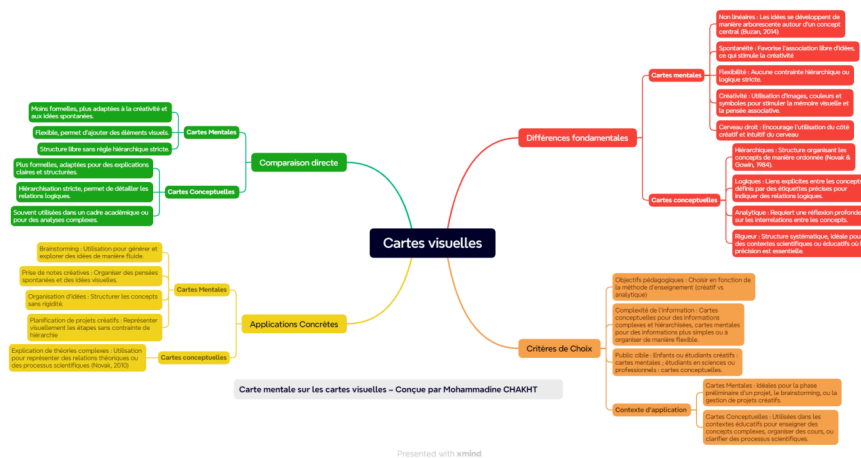 Cartes visuelles
Différences fondamentales
Cartes mentales
Non linéaires : Les idées se développent de
manière arborescente autour d'un concept
central (Buzan, 2014)
Spontanéité : Favorise l'association libre d'idées,
ce qui stimule la créativité
Flexibilité : Aucune contrainte hiérarchique ou
logique stricte.
Créativité : Utilisation d'images, couleurs et
symboles pour stimuler la mémoire visuelle et
la pensée associative.
Cerveau droit : Encourage l'utilisation du côté
créatif et intuitif du cerveau
Cartes conceptuelles
Hiérarchiques : Structure organisant les
concepts de manière ordonnée (Novak &
Gowin, 1984).
Logiques : Liens explicites entre les concepts
définis par des étiquettes précises pour
indiquer des relations logiques.
Analytique : Requiert une réflexion profonde
sur les interrelations entre les concepts.
Rigueur : Structure systématique, idéale pou
des contextes scientifiques ou éducatifs où l
précision est essentielle.
Critères de Choix
Objectifs pédagogiques : Choisir en fonction de
la méthode d'enseignement (créatif vs
analytique)
Complexité de l'information : Cartes
conceptuelles pour des informations
complexes et hiérarchisées, cartes mentales
pour des informations plus simples ou à
organiser de manière flexible.
Public cible : Enfants ou étudiants créatifs :
cartes mentales ; étudiants en sciences ou
professionnels : cartes conceptuelles.
Contexte d'application
Cartes Mentales : Idéales pour la phase
préliminaire d'un projet, le brainstorming, ou la
gestion de projets créatifs.
Cartes Conceptuelles : Utilisées dans les
contextes éducatifs pour enseigner des
concepts complexes, organiser des cours, ou
clarifier des processus scientifiques.
Comparaison directe
Cartes Mentales
Moins formelles, plus adaptées à la créativité et
aux idées spontanées.
Flexible, permet d'ajouter des éléments visuels.
Structure libre sans règle hiérarchique stricte.
Cartes Conceptuelles
Plus formelles, adaptées pour des explications
claires et structurées.
Hiérarchisation stricte, permet de détailler les
relations logiques.
Souvent utilisées dans un cadre académique ou
pour des analyses complexes.
Applications Concrètes
Cartes Mentales
Brainstorming : Utilisation pour générer et
explorer des idées de manière fluide.
Prise de notes créatives : Organiser des pensées
spontanées et des idées visuelles.
Organisation d'idées : Structurer les concepts
sans rigidité.
Planification de projets créatifs : Représenter
visuellement les étapes sans contrainte de
hiérarchie
Cartes conceptuelles
Explication de théories complexes : Utilisation
pour représenter des relations théoriques ou
des processus scientifiques (Novak, 2010)
Carte mentale sur les cartes visuelles – Conçue par Mohammadine CHAKHT
Presented with xmind